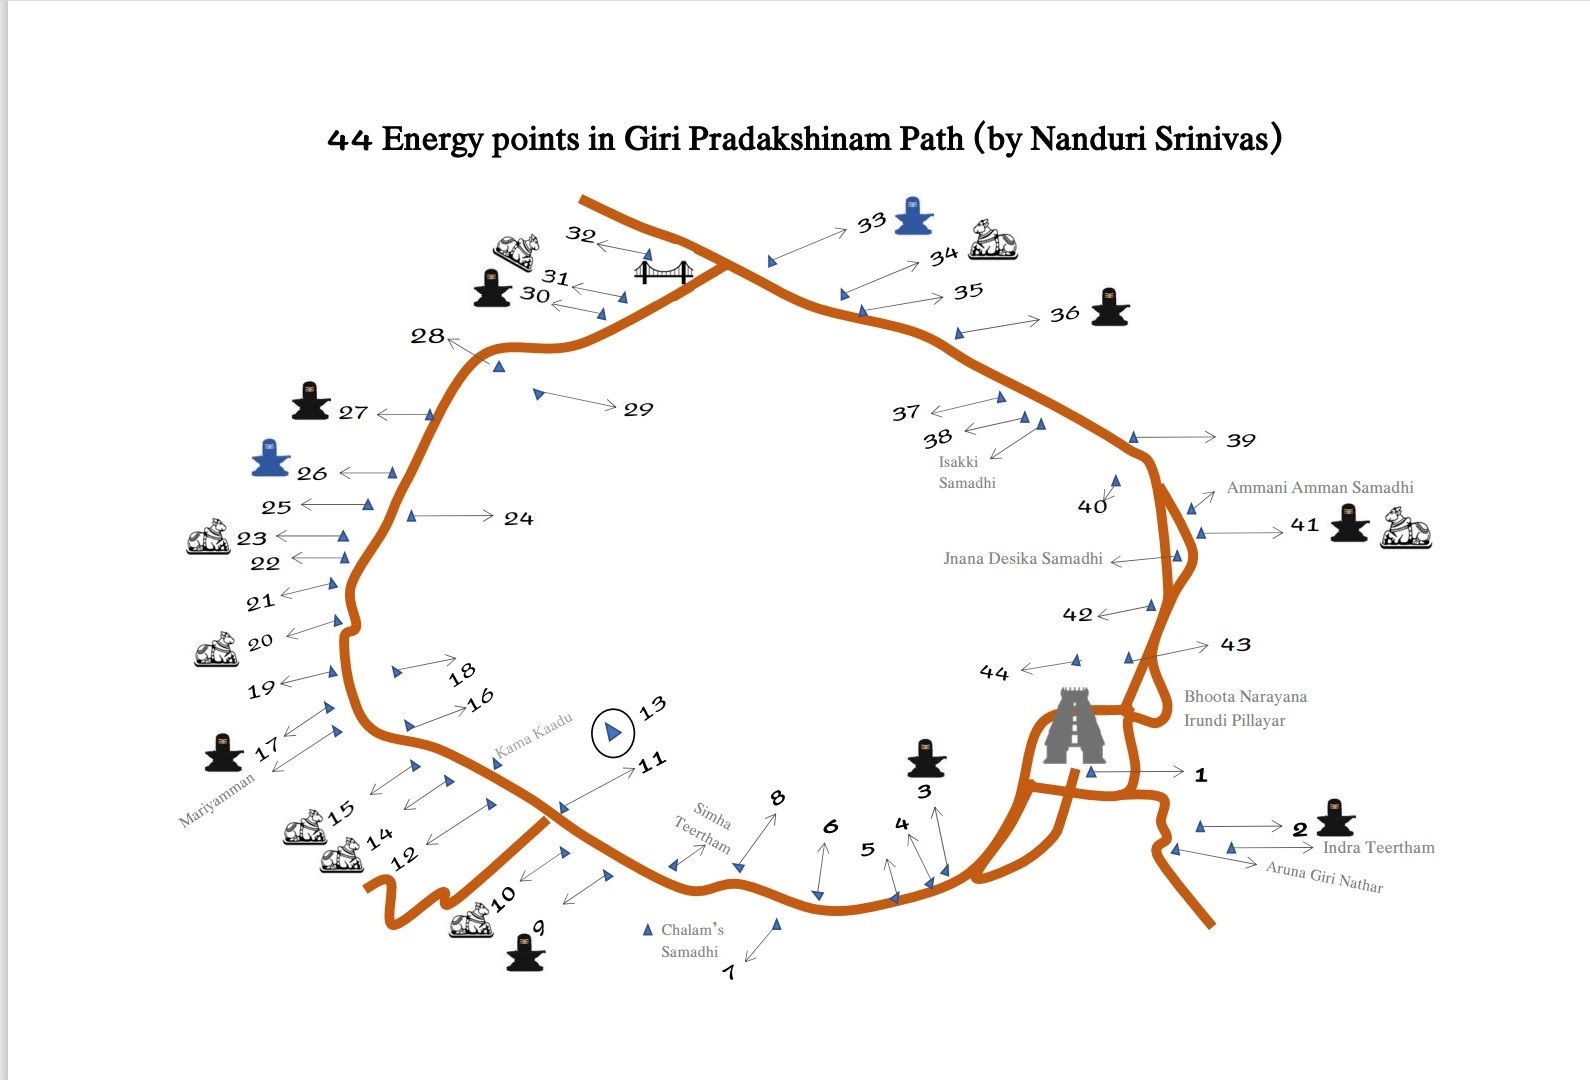 44 Energy points in Giri Pradakshinam Path (by Nanduri Srinivas)
33
32
34
31
35
30
36
28
27
29
37
38
39
Isakki
Samadhi
26
Ammani Amman Samadhi
25
40
24
41
23
22
Jnana Desika Samadhi
21
42
20
43
18
44
19
16
Bhoota Narayana
Irundi Pillayar
13
Kama Kaadu
17
11
1
Mariyamman
3
8
Simha
Teertham
15
4
6
2
14
5
Indra Teertham
12
Aruna Giri Nathar
10
9
Chalam's
Samadhi
7